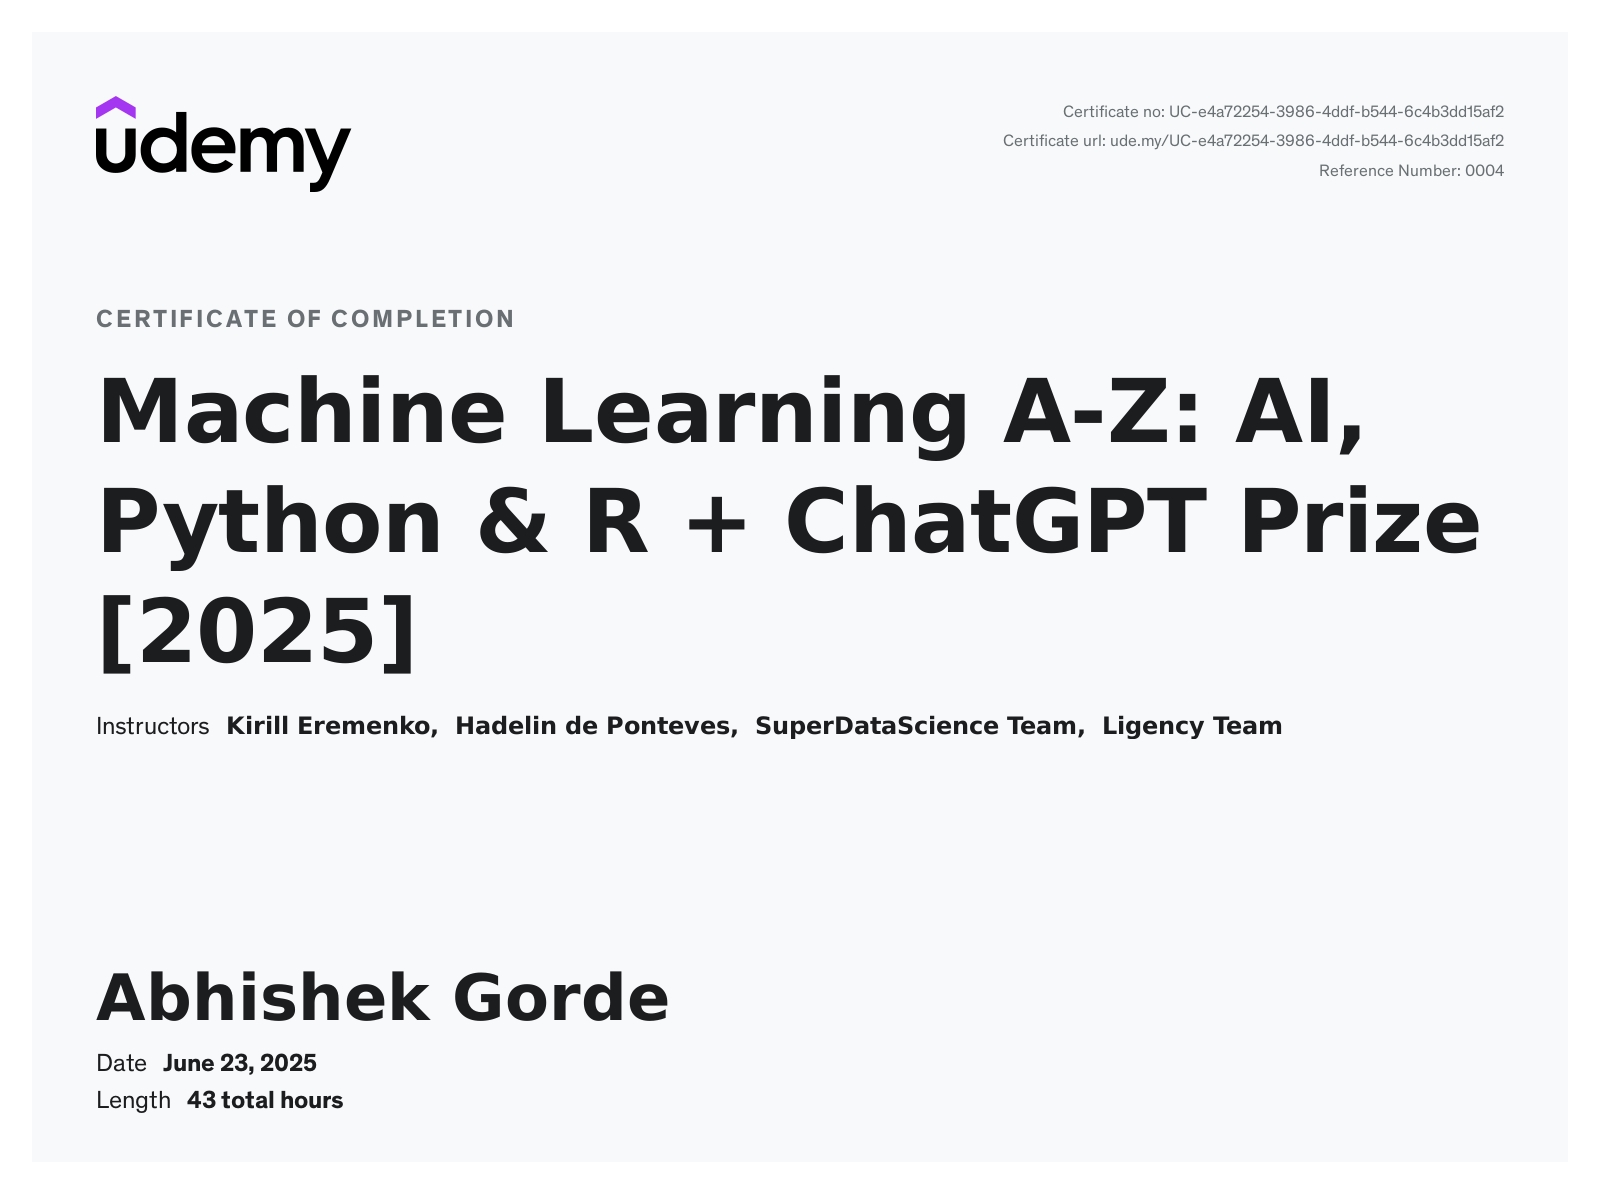 udemy
Certificate no: UC-e4a72254-3986-4ddf-b544-6c4b3dd15af2
Certificate url: ude.my/UC-e4a72254-3986-4ddf-b544-6c4b3dd15af2
Reference Number: 0004
CERTIFICATE OF COMPLETION
Machine Learning A-Z: AI,
Python & R + ChatGPT Prize
[2025]
Instructors Kirill Eremenko, Hadelin de Ponteves, SuperDataScience Team, Ligency Team
Abhishek Gorde
Date June 23, 2025
Length 43 total hours